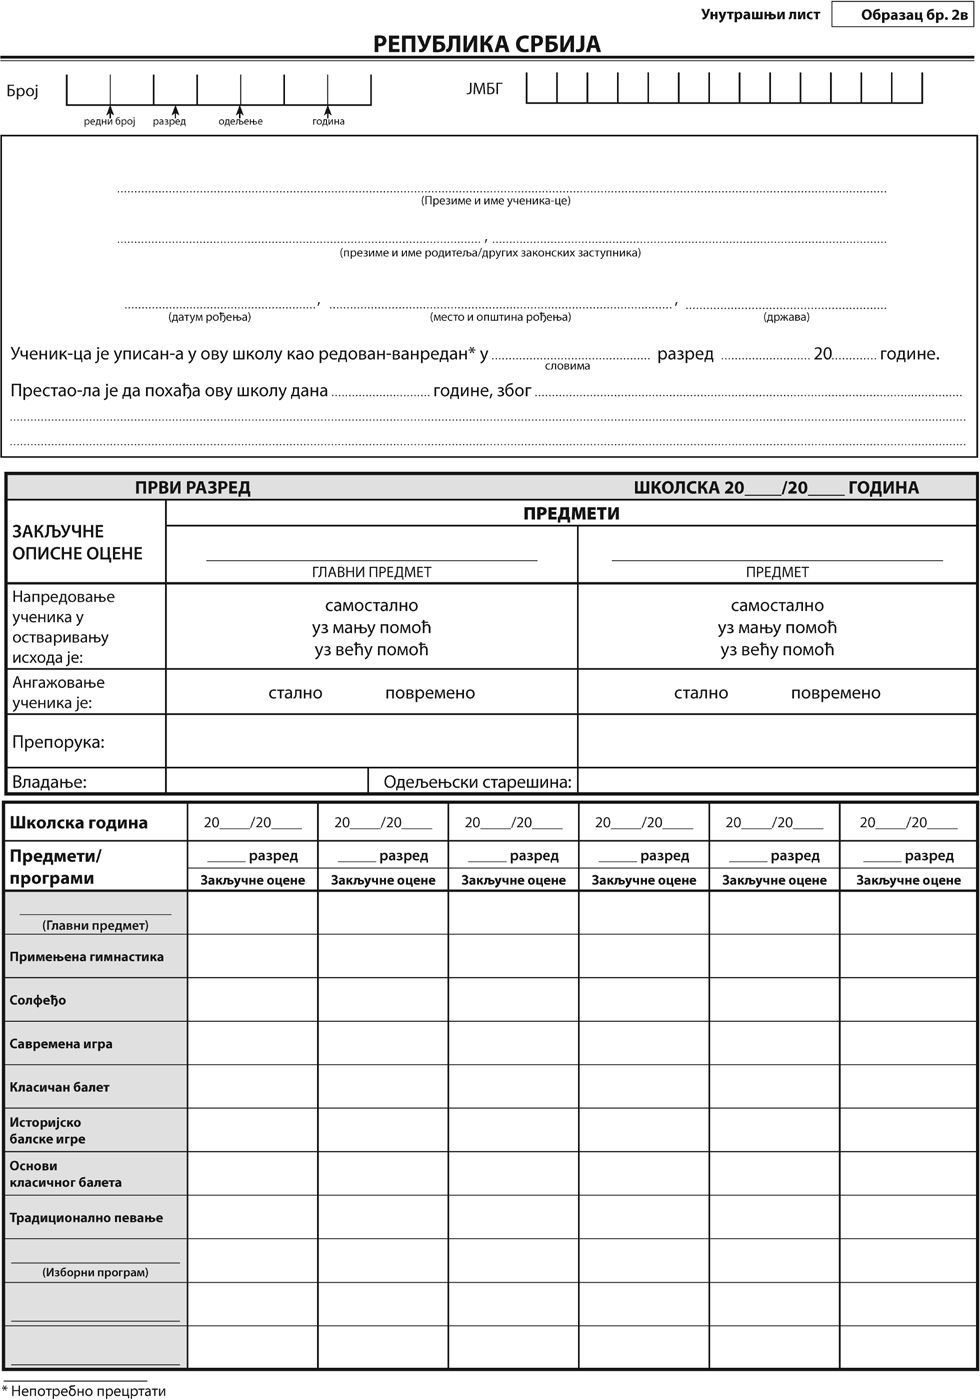 Унутрашњи лист Образац бр. 2в
РЕПУБЛИКА СРБИЈА
Број ЈМБГ
редни број разред одељење година
(Презиме и име ученика-це)
,
(презиме и име родитеља/других законских заступника)
, ,
(датум рођења) (место и општина рођења) (држава)
Ученик-ца је уписан-а у ову школу као редован-ванредан* у разред 20 године.
словима
Престао-ла је да похађа ову школу дана године, због
ПРВИ РАЗРЕД ШКОЛСКА 20____/20____ ГОДИНА
ПРЕДМЕТИ
ЗАКЉУЧНЕ
ОПИСНЕ ОЦЕНЕ
ГЛАВНИ ПРЕДМЕТ ПРЕДМЕТ
Напредовање
ученика у
остваривању
исхода је:
самостално
уз мању помоћ
уз већу помоћ
самостално
уз мању помоћ
уз већу помоћ
Ангажовање
ученика је:
стално повремено стално повремено
Препорука:
Владање: Одељењски старешина:
Школска година 20____/20____ 20____/20____ 20____/20____ 20____/20____ 20____/20____ 20____/20____
Предмети/
програми
_____ разред _____ разред _____ разред _____ разред _____ разред _____ разред
Закључне оцене Закључне оцене Закључне оцене Закључне оцене Закључне оцене Закључне оцене
(Главни предмет)
Примењена гимнастика
Солфеђо
Савремена игра
Класичан балет
Историјско
балске игре
Основи
класичног балета
Традиционално певање
(Изборни програм)
* Непотребно прецртати